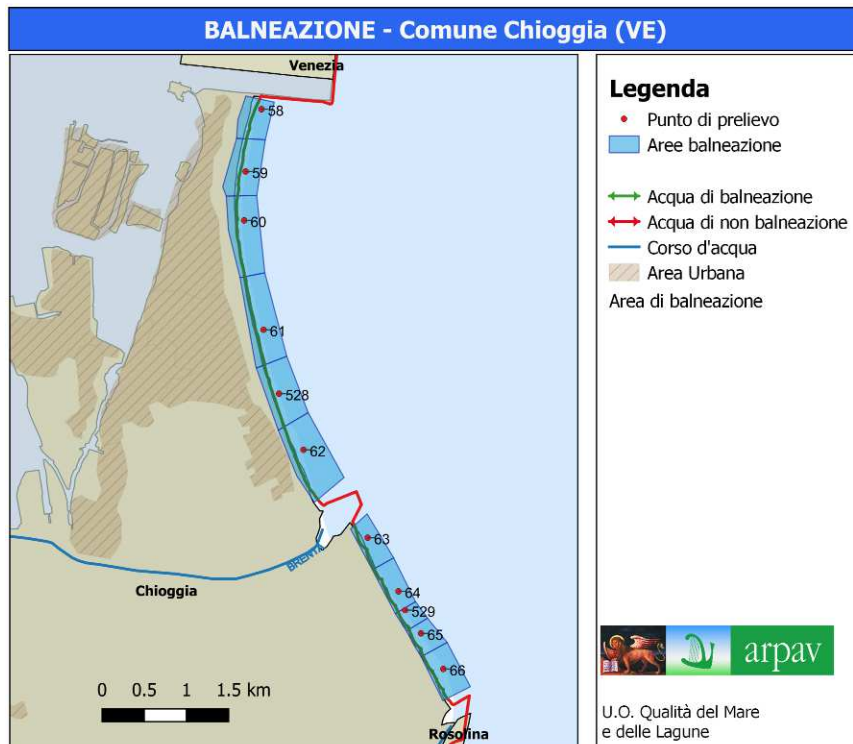 BALNEAZIONE - Comune Chioggia (VE)
Venezia
58
59
60
61
528
62
63
64
529
65
66
BRENTA
Chioggia
0 0.5 1 1.5 km
Rosolina
Legenda
Punto di prelievo
Aree balneazione
Acqua di balneazione
Acqua di non balneazione
Corso d'acqua
Area Urbana
Area di balneazione
arpav
U.O. Qualità del Mare
e delle Lagune